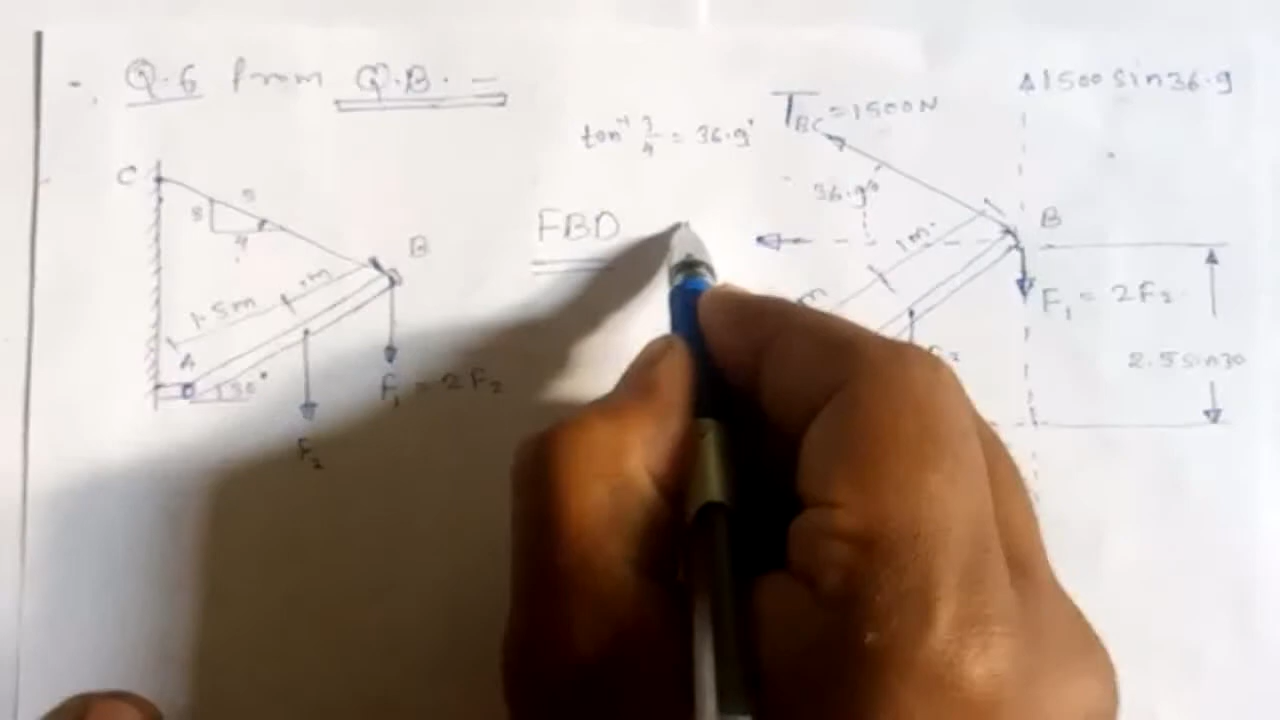 Q.6 from Q.B. -
C
5
3
4
B
1.5m
1m
A
30°
F₁ = 2F₂
F₂
tan⁻¹ 3/4 = 36.9°
FBD
T_BC = 1500N
36.9°
1500 sin 36.9
B
1m
m
F₁ = 2F₂
2.5 sin 30